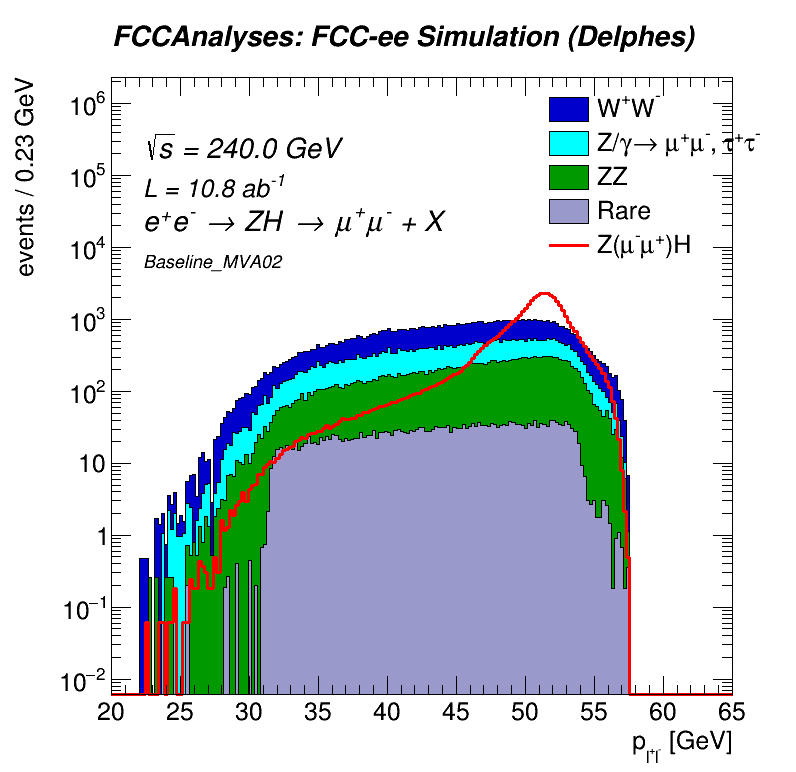 FCCAnalyses: FCC-ee Simulation (Delphes)
events / 0.23 GeV
√s = 240.0 GeV
L = 10.8 ab⁻¹
e⁺e⁻ → ZH → μ⁺μ⁻ + X
Baseline_MVA02
W⁺W⁻
Z/γ→ μ⁺μ⁻, τ⁺τ⁻
ZZ
Rare
Z(μ⁻μ⁺)H
10⁶
10⁵
10⁴
10³
10²
10
1
10⁻¹
10⁻²
20 25 30 35 40 45 50 55 60 65
p_l⁺l⁻ [GeV]